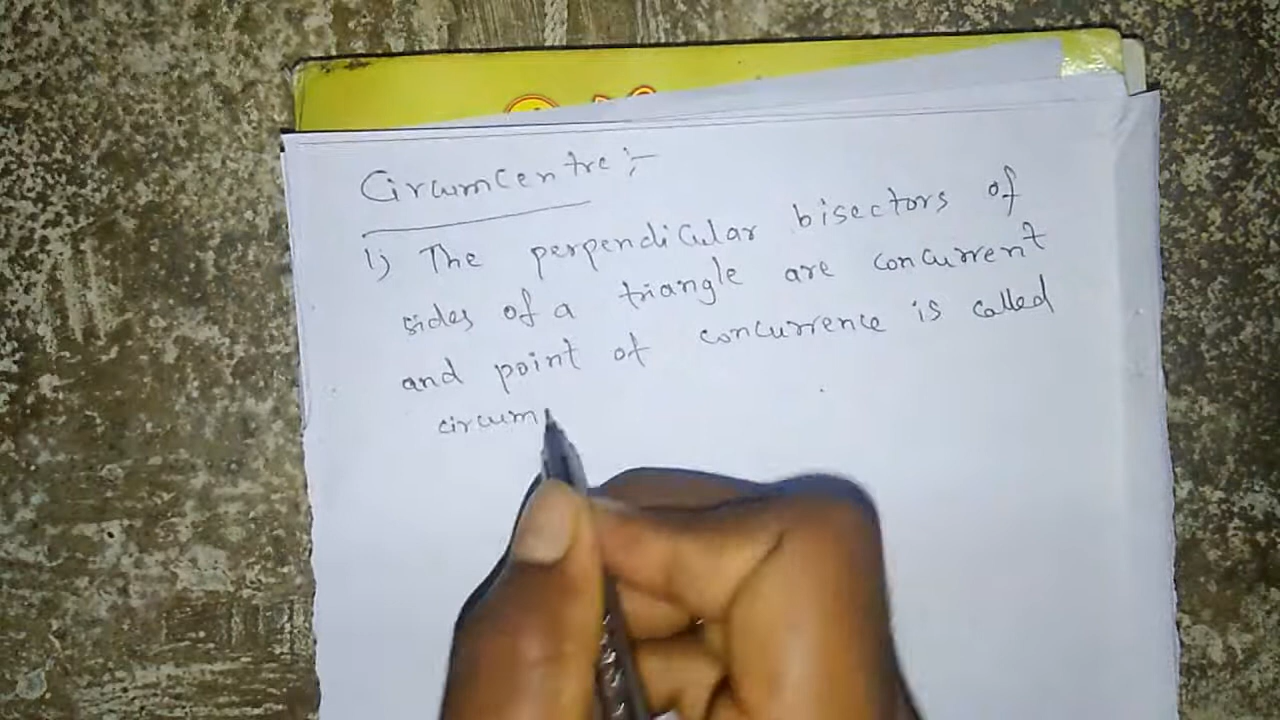 Circumcentre :-
1) The perpendicular bisectors of
sides of a triangle are concurrent
and point of concurrence is called
circum